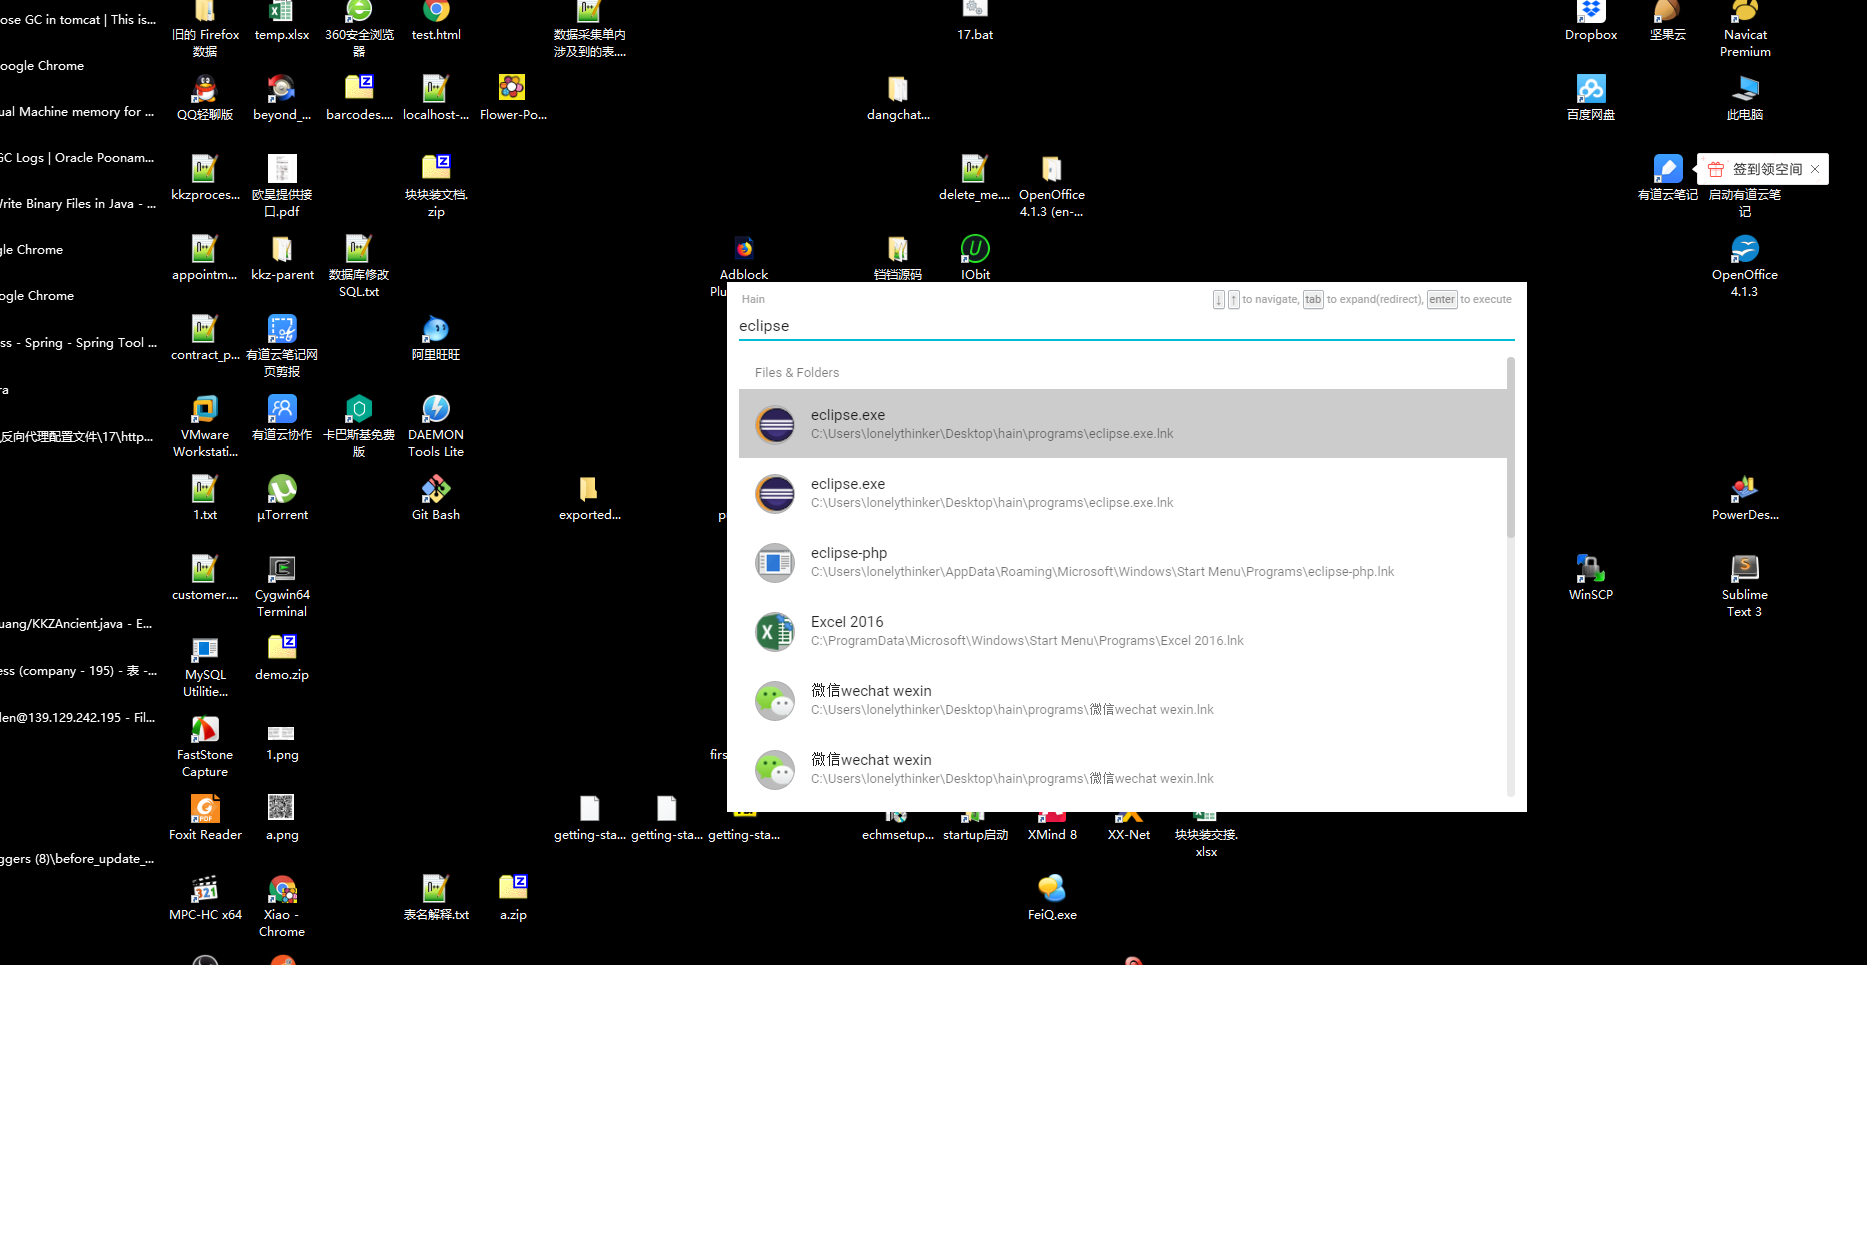 ose GC in tomcat | This is...
oogle Chrome
ual Machine memory for ...
GC Logs | Oracle Poonam...
Write Binary Files in Java - ...
gle Chrome
ogle Chrome
ss - Spring - Spring Tool ...
ra
反向代理配置文件\17\http...
uang/KKZAncient.java - E...
ess (company - 195) - 表 -...
den@139.129.242.195 - Fil...
ggers (8)\before_update_...
旧的 Firefox
数据
temp.xlsx
360安全浏览
器
test.html
数据采集单内
涉及到的表....
17.bat
Dropbox
坚果云
Navicat
Premium
QQ轻聊版
beyond_...
barcodes....
localhost-...
Flower-Po...
dangchat...
百度网盘
此电脑
kkzproces...
欧昊提供接
口.pdf
块块装文档.
zip
delete_me....
OpenOffice
4.1.3 (en-...
有道云笔记
签到领空间
启动有道云笔
记
appointm...
kkz-parent
数据库修改
SQL.txt
Adblock
Plu
铛铛源码
IObit
OpenOffice
4.1.3
contract_p...
有道云笔记网
页剪报
阿里旺旺
VMware
Workstati...
有道云协作
卡巴斯基免费
版
DAEMON
Tools Lite
1.txt
µTorrent
Git Bash
exported...
p
PowerDes...
customer....
Cygwin64
Terminal
WinSCP
Sublime
Text 3
MySQL
Utilitie...
demo.zip
FastStone
Capture
1.png
firs
Foxit Reader
a.png
getting-sta...
getting-sta...
getting-sta...
echmsetup...
startup启动
XMind 8
XX-Net
块块装交接.
xlsx
MPC-HC x64
Xiao -
Chrome
表名解释.txt
a.zip
FeiQ.exe
Hain
↓ ↑ to navigate, tab to expand(redirect), enter to execute
eclipse
Files & Folders
eclipse.exe
C:\Users\lonelythinker\Desktop\hain\programs\eclipse.exe.lnk
eclipse.exe
C:\Users\lonelythinker\Desktop\hain\programs\eclipse.exe.lnk
eclipse-php
C:\Users\lonelythinker\AppData\Roaming\Microsoft\Windows\Start Menu\Programs\eclipse-php.lnk
Excel 2016
C:\ProgramData\Microsoft\Windows\Start Menu\Programs\Excel 2016.lnk
微信wechat wexin
C:\Users\lonelythinker\Desktop\hain\programs\微信wechat wexin.lnk
微信wechat wexin
C:\Users\lonelythinker\Desktop\hain\programs\微信wechat wexin.lnk